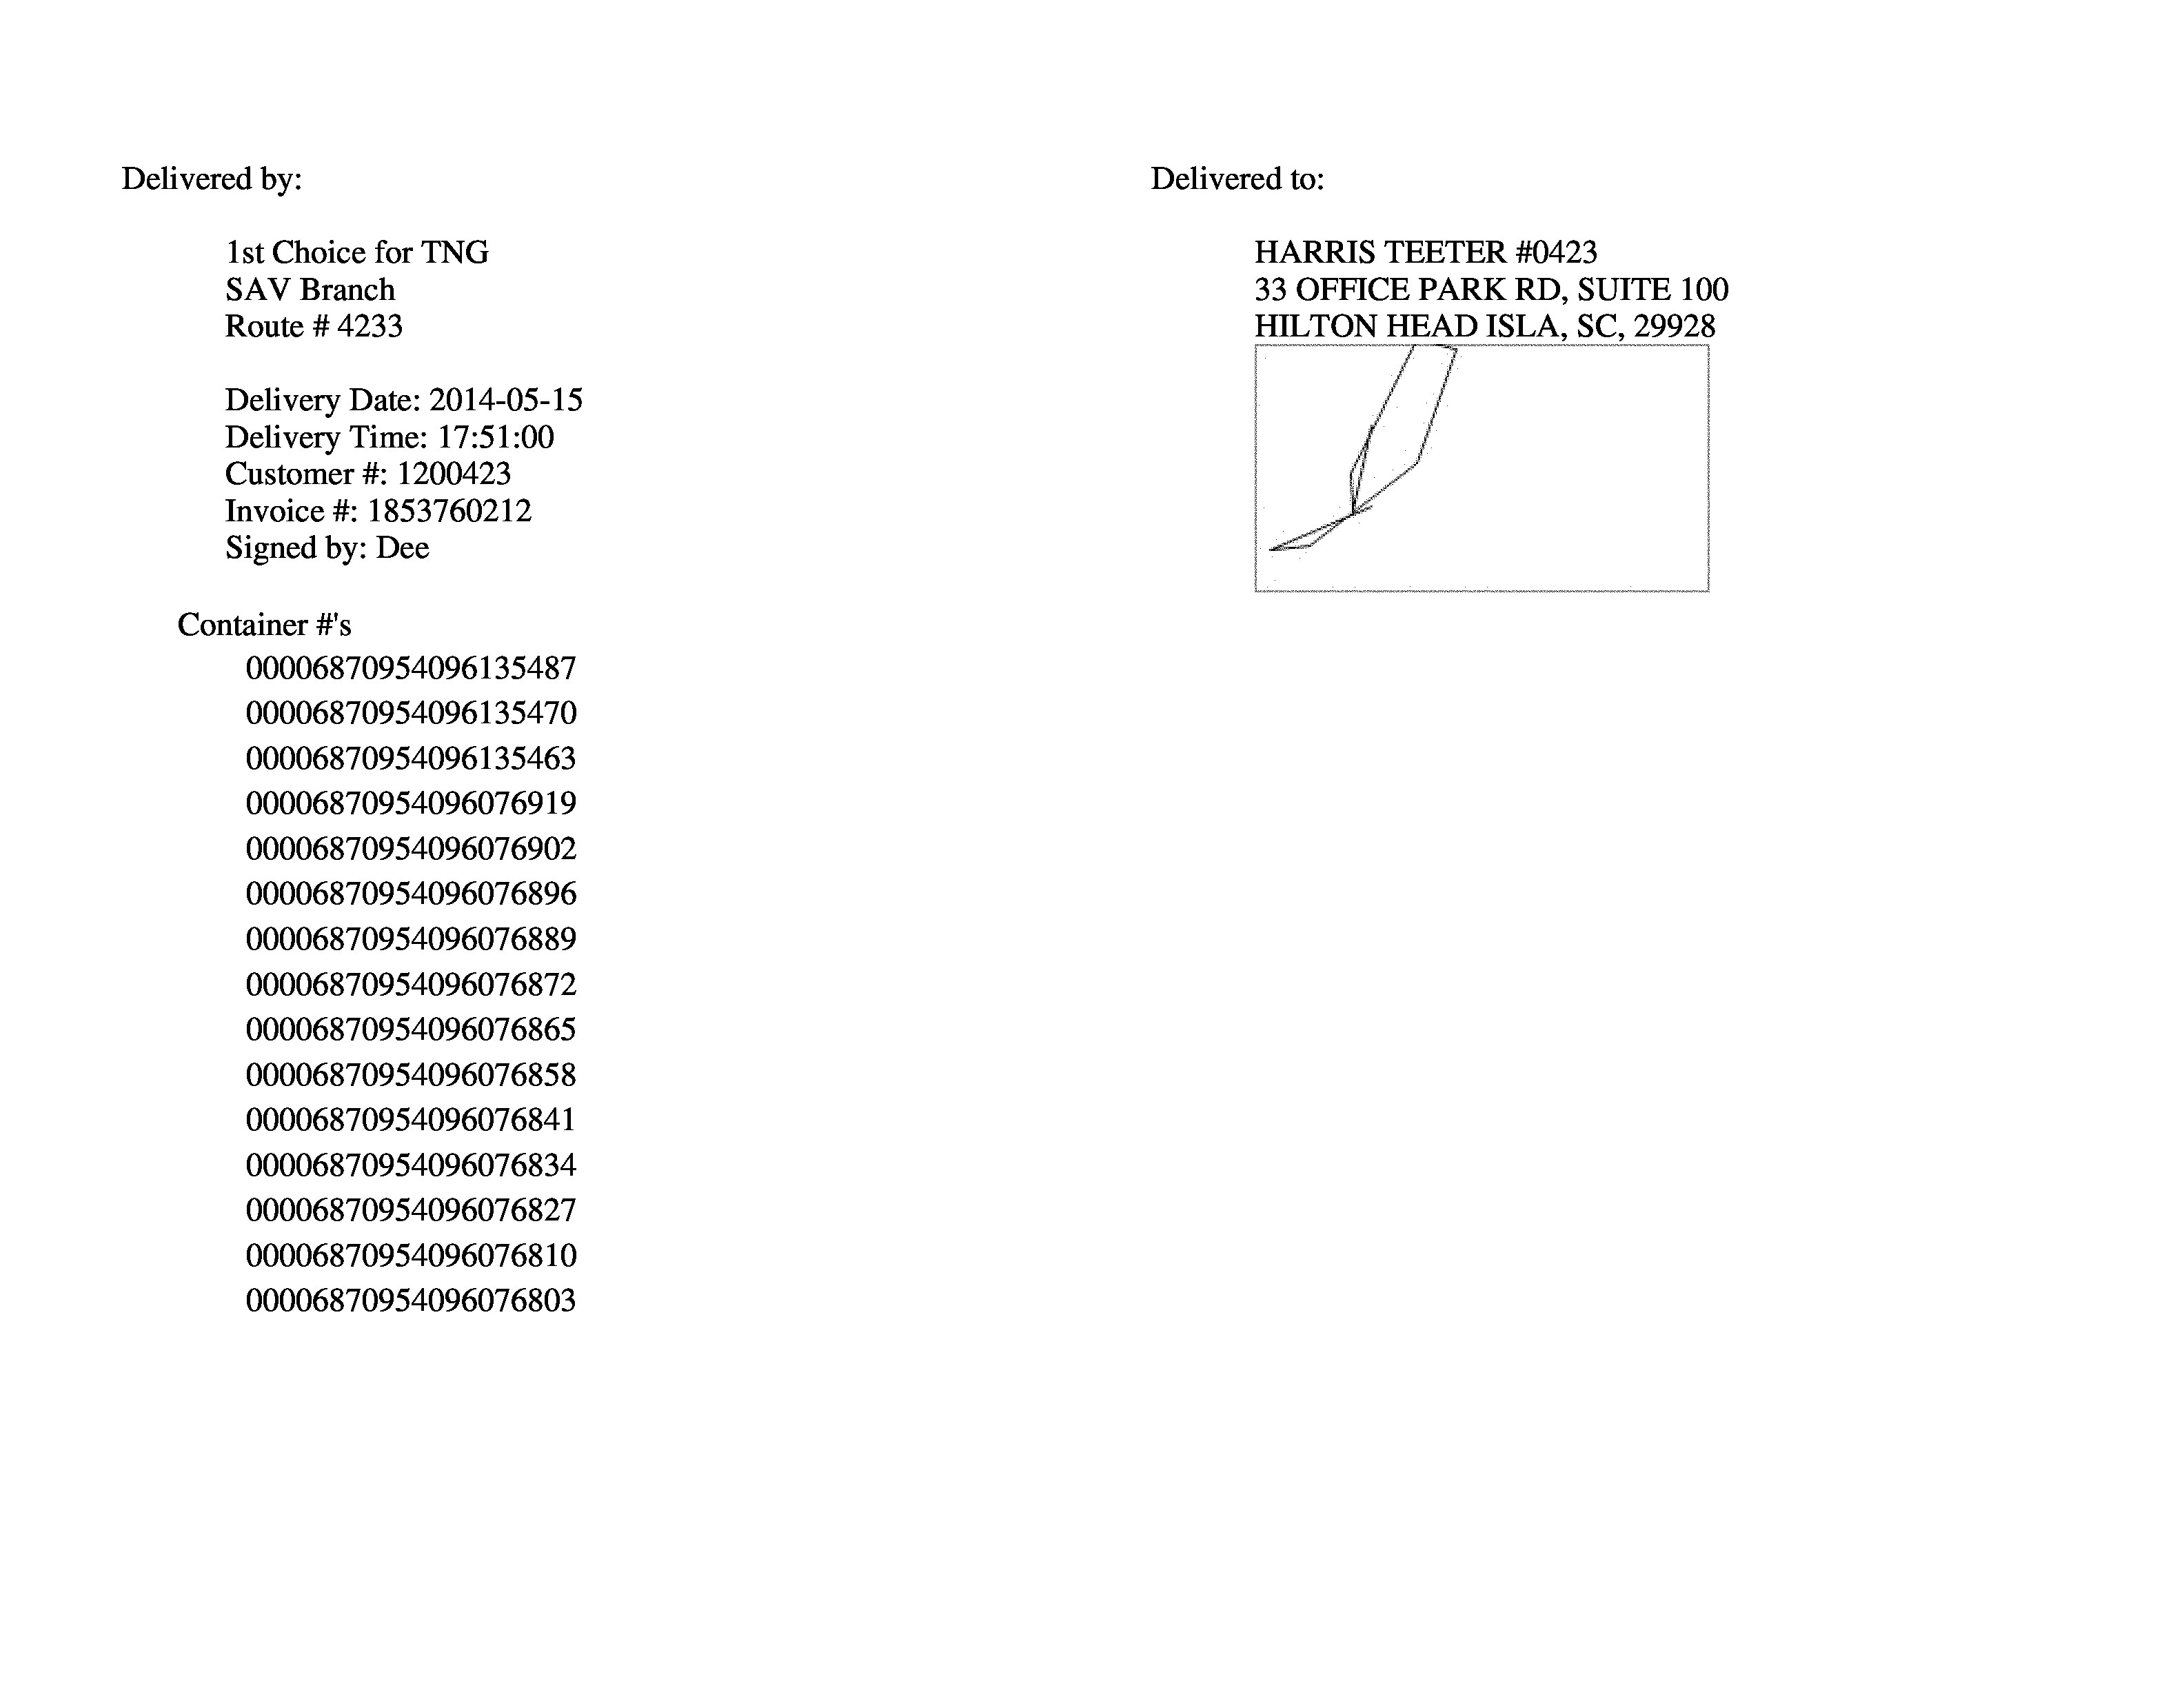 Delivered by:
1st Choice for TNG
SAV Branch
Route # 4233
Delivery Date: 2014-05-15
Delivery Time: 17:51:00
Customer #: 1200423
Invoice #: 1853760212
Signed by: Dee
Container #'s
00006870954096135487
00006870954096135470
00006870954096135463
00006870954096076919
00006870954096076902
00006870954096076896
00006870954096076889
00006870954096076872
00006870954096076865
00006870954096076858
00006870954096076841
00006870954096076834
00006870954096076827
00006870954096076810
00006870954096076803
Delivered to:
HARRIS TEETER #0423
33 OFFICE PARK RD, SUITE 100
HILTON HEAD ISLA, SC, 29928